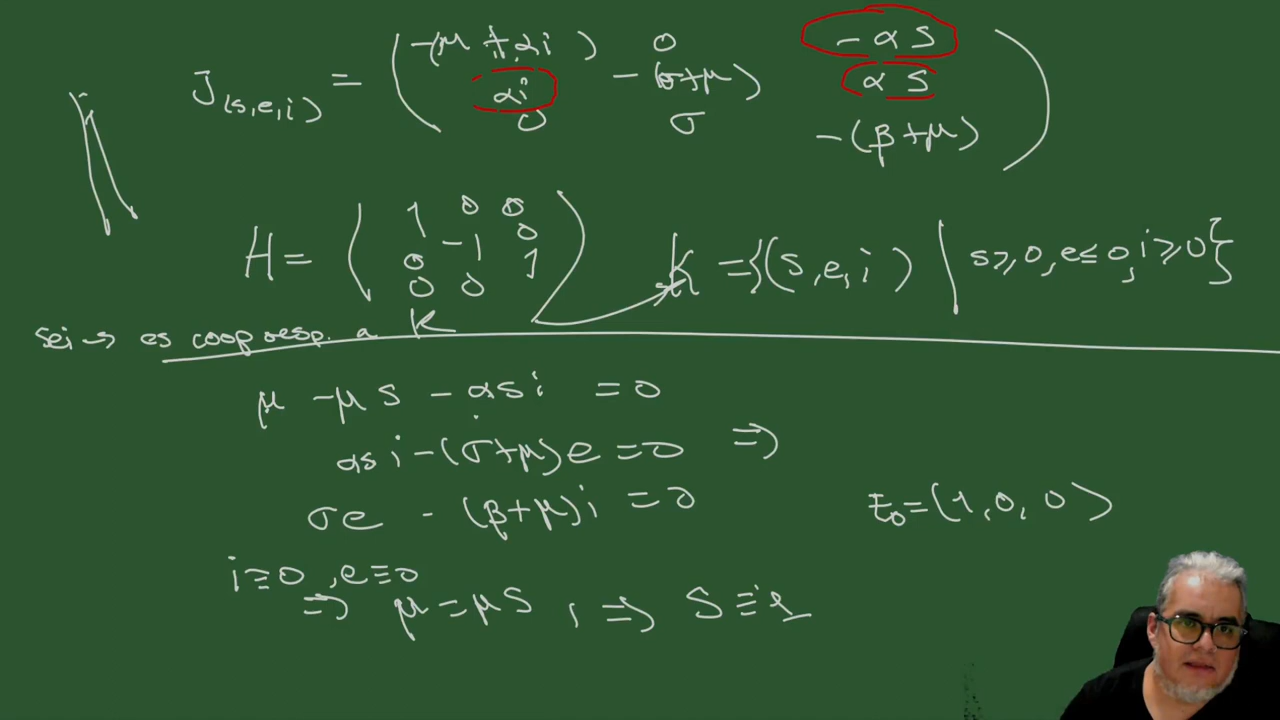 J(s,e,i) = ( -(μ + αi) 0 -αs
αi -(σ+μ) αs
0 σ -(β+μ) )
H = ( 1 0 0
0 -1 0
0 0 1 ) K = {(s,e,i) | s≥0, e≤0, i≥0}
sei → es coop resp. a K
μ - μs - αsi = 0
αsi - (σ+μ)e = 0 ⇒
σe - (β+μ)i = 0 E₀=(1,0,0)
i≡0, e≡0
⇒ μ = μs, ⇒ s≡1